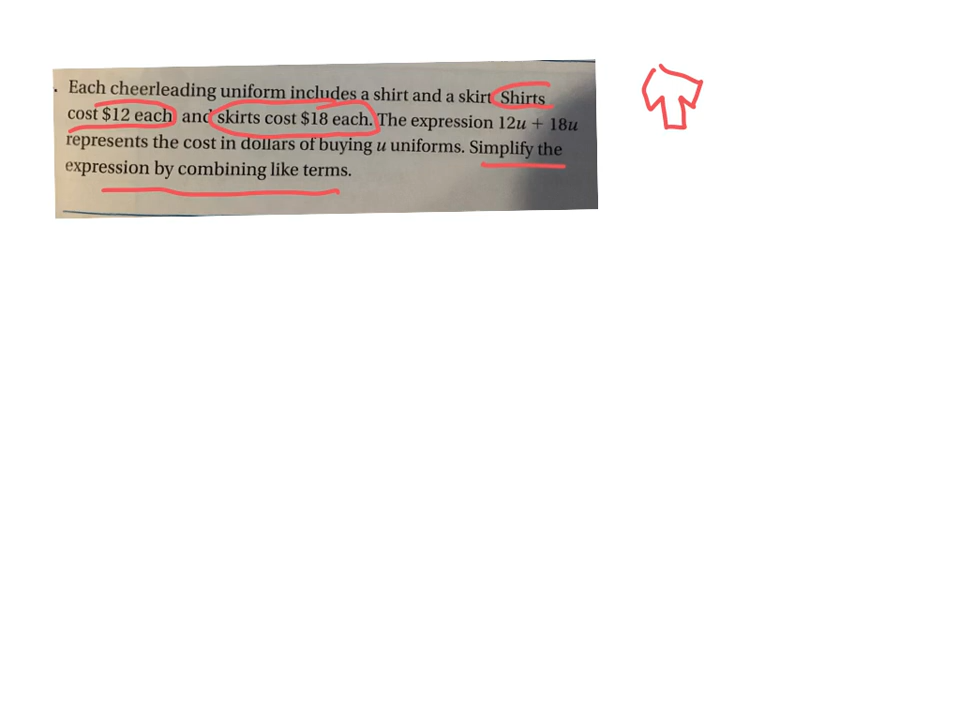 . Each cheerleading uniform includes a shirt and a skirt. Shirts
cost $12 each and skirts cost $18 each. The expression 12u + 18u
represents the cost in dollars of buying u uniforms. Simplify the
expression by combining like terms.